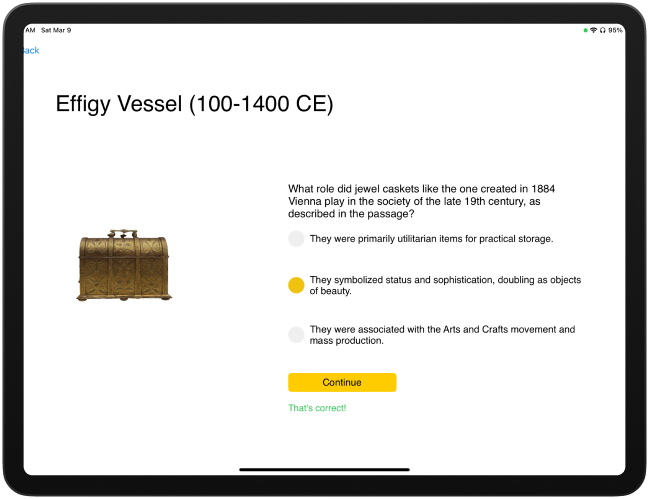 AM Sat Mar 9
95%
Back
Effigy Vessel (100-1400 CE)
What role did jewel caskets like the one created in 1884
Vienna play in the society of the late 19th century, as
described in the passage?
They were primarily utilitarian items for practical storage.
They symbolized status and sophistication, doubling as objects
of beauty.
They were associated with the Arts and Crafts movement and
mass production.
Continue
That's correct!